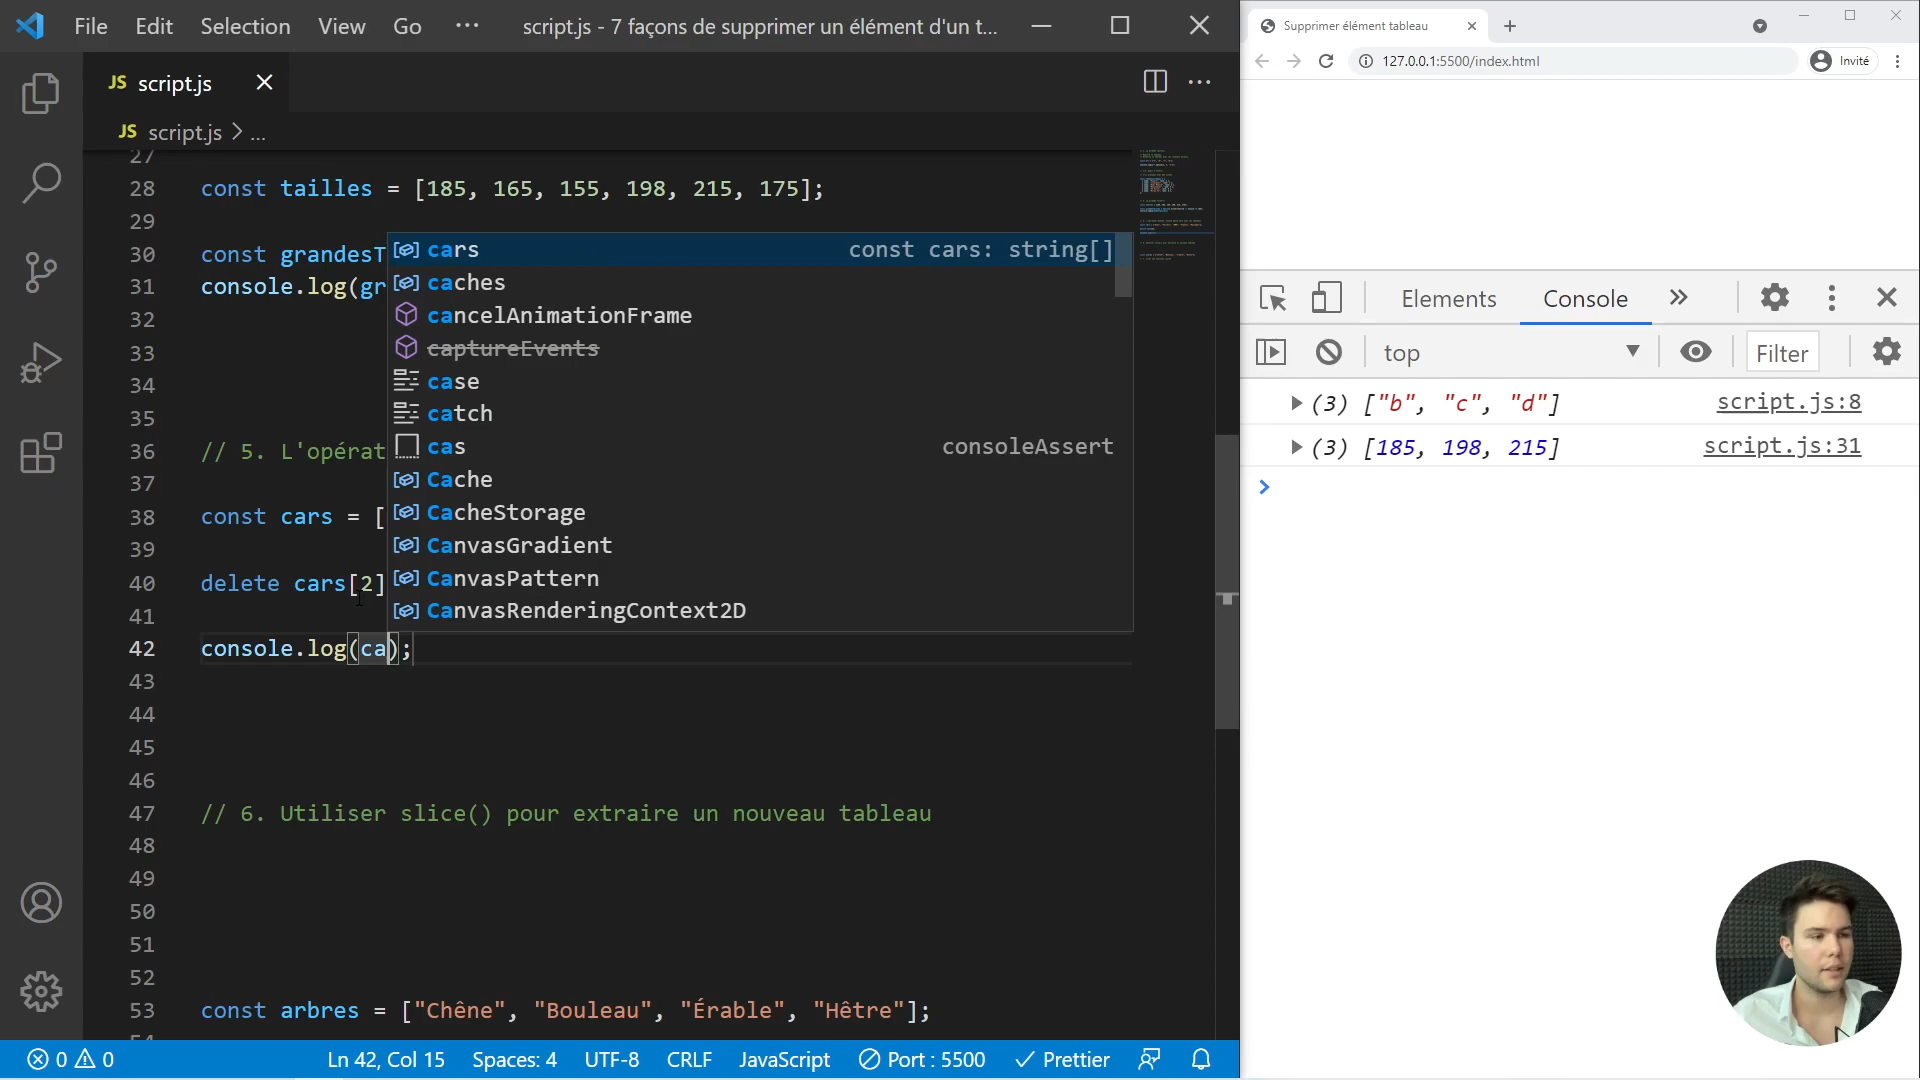 File Edit Selection View Go ··· script.js - 7 façons de supprimer un élément d'un t...
JS script.js
JS script.js > ...
27
28 const tailles = [185, 165, 155, 198, 215, 175];
29
30 const grandesT
31 console.log(gr
32
33
34
35
36 // 5. L'opérat
37
38 const cars = [
39
40 delete cars[2]
41
42 console.log(ca);
43
44
45
46
47 // 6. Utiliser slice() pour extraire un nouveau tableau
48
49
50
51
52
53 const arbres = ["Chêne", "Bouleau", "Érable", "Hêtre"];
54
cars const cars: string[]
caches
cancelAnimationFrame
captureEvents
case
catch
cas consoleAssert
Cache
CacheStorage
CanvasGradient
CanvasPattern
CanvasRenderingContext2D
0 0 Ln 42, Col 15 Spaces: 4 UTF-8 CRLF JavaScript Port : 5500 Prettier
Supprimer élément tableau
127.0.0.1:5500/index.html Invité
Elements Console
top Filter
(3) ["b", "c", "d"] script.js:8
(3) [185, 198, 215] script.js:31